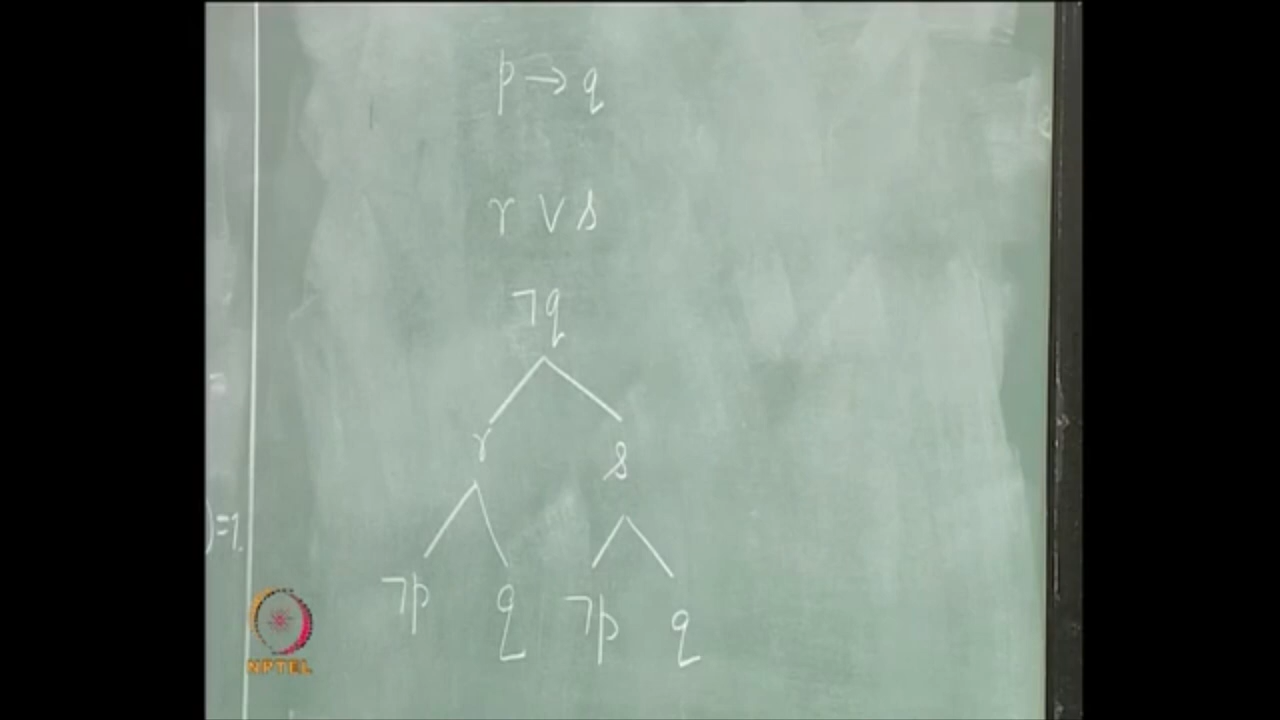 p → q
r ∨ s
¬q
r s
¬p q ¬p q
)=1.
NPTEL